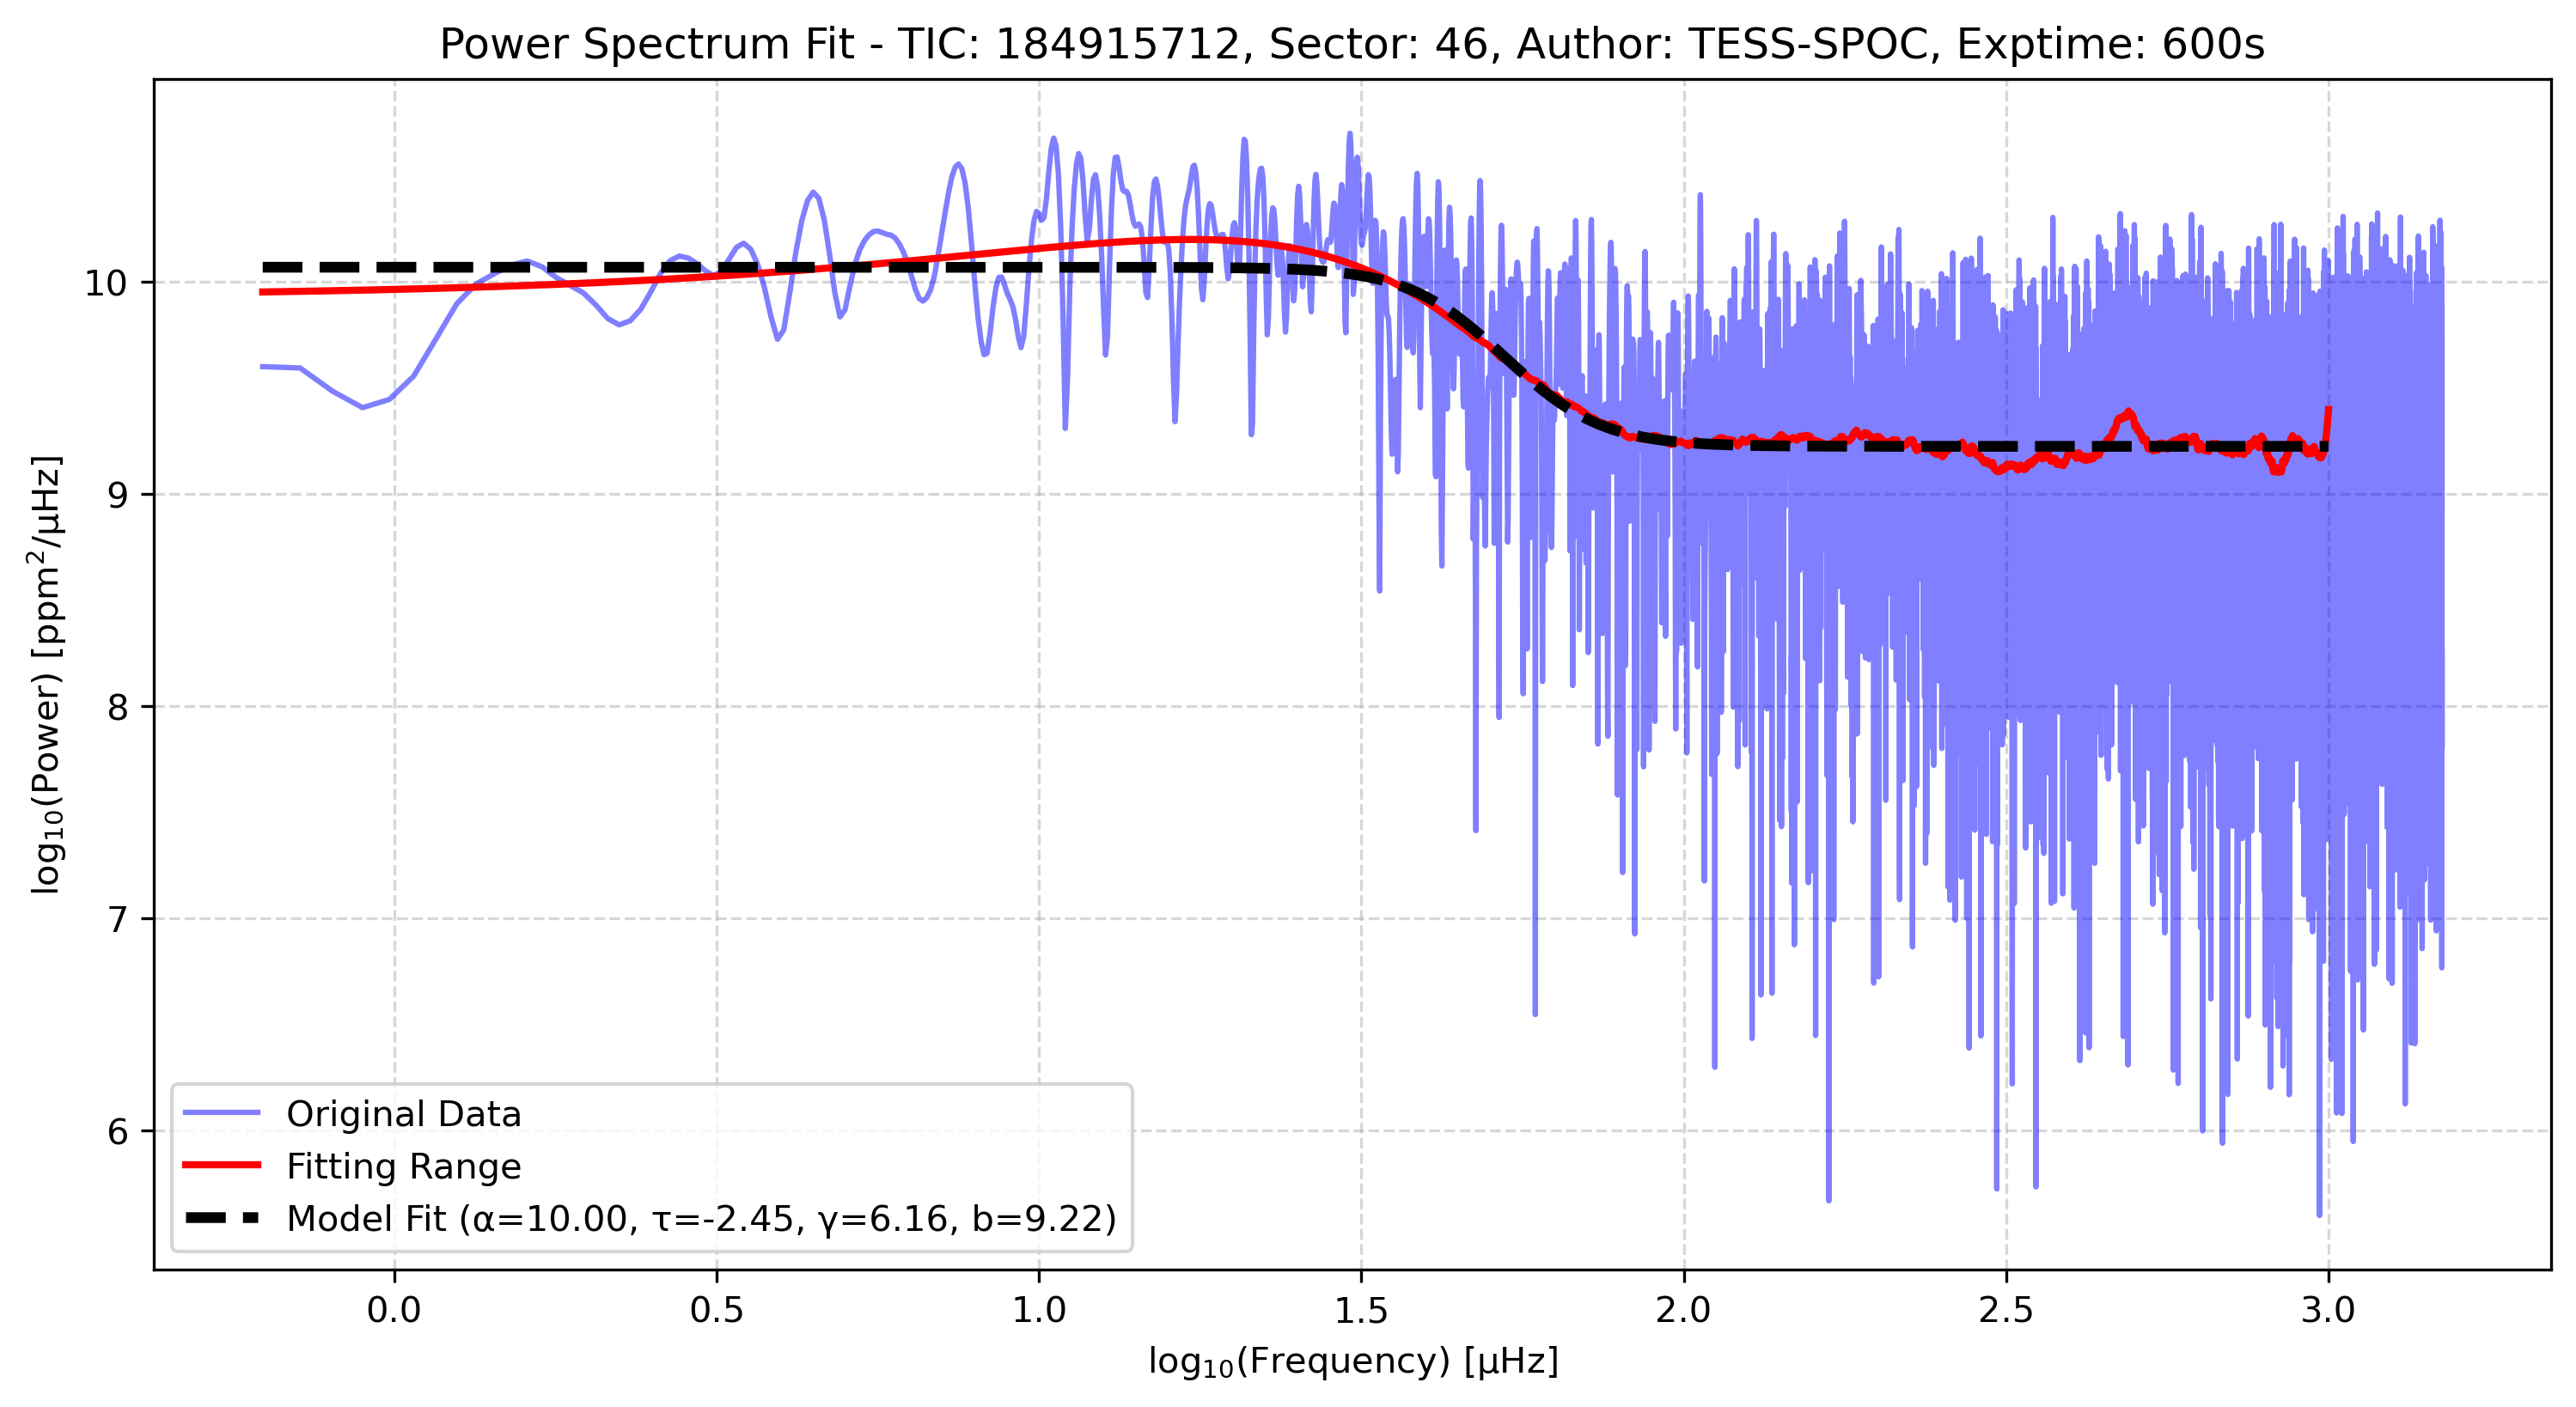 Power Spectrum Fit - TIC: 184915712, Sector: 46, Author: TESS-SPOC, Exptime: 600s
log₁₀(Power) [ppm²/μHz]
10
9
8
7
6
Original Data
Fitting Range
Model Fit (α=10.00, τ=-2.45, γ=6.16, b=9.22)
0.0 0.5 1.0 1.5 2.0 2.5 3.0
log₁₀(Frequency) [μHz]